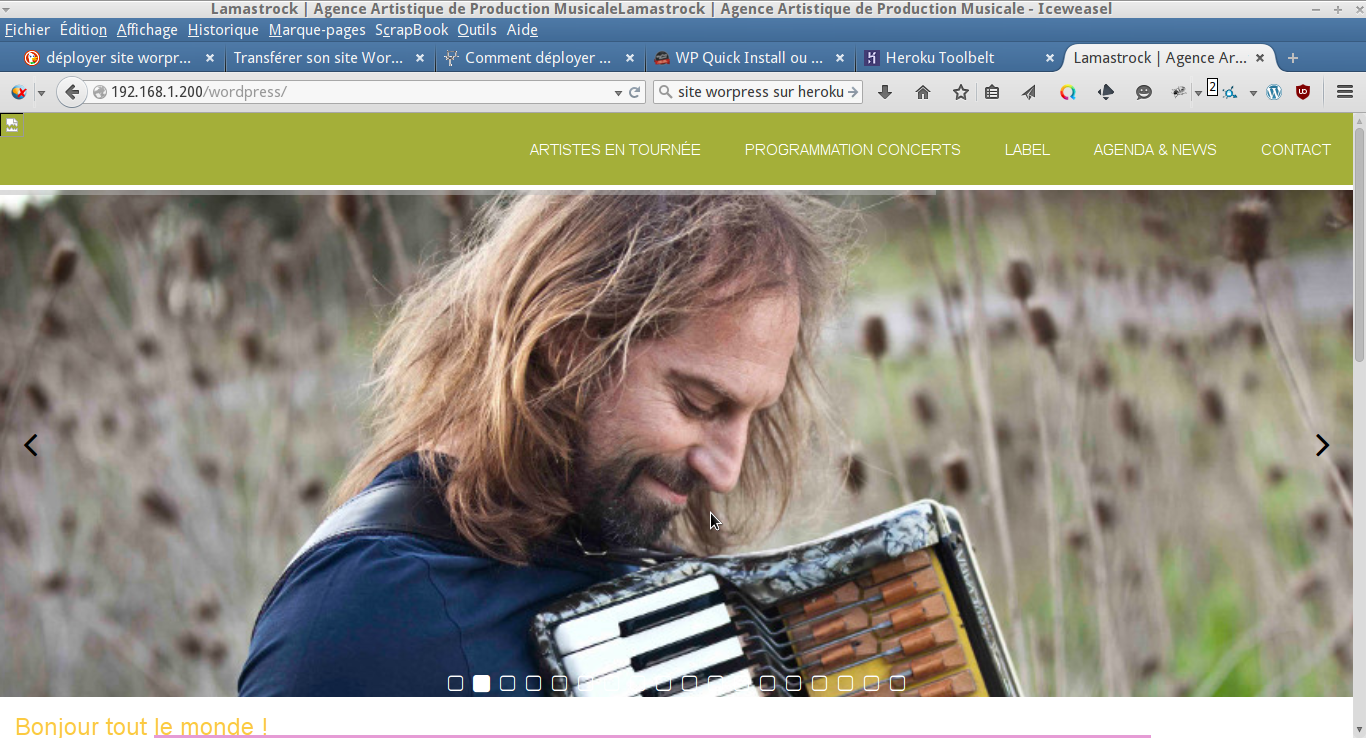 Lamastrock | Agence Artistique de Production MusicaleLamastrock | Agence Artistique de Production Musicale - Iceweasel
Fichier Édition Affichage Historique Marque-pages ScrapBook Outils Aide
déployer site worpr... Transférer son site Wor... Comment déployer ... WP Quick Install ou ... Heroku Toolbelt Lamastrock | Agence Ar...
192.168.1.200/wordpress/ site worpress sur heroku 2
ARTISTES EN TOURNÉE PROGRAMMATION CONCERTS LABEL AGENDA & NEWS CONTACT
Bonjour tout le monde !